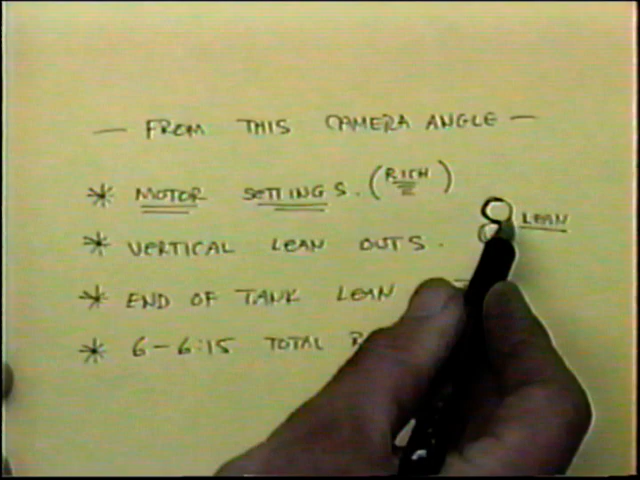 — FROM THIS CAMERA ANGLE —
* MOTOR SETTINGS. (RICH)
LEAN
* VERTICAL LEAN OUTS.
* END OF TANK LEAN
* 6-6:15 TOTAL